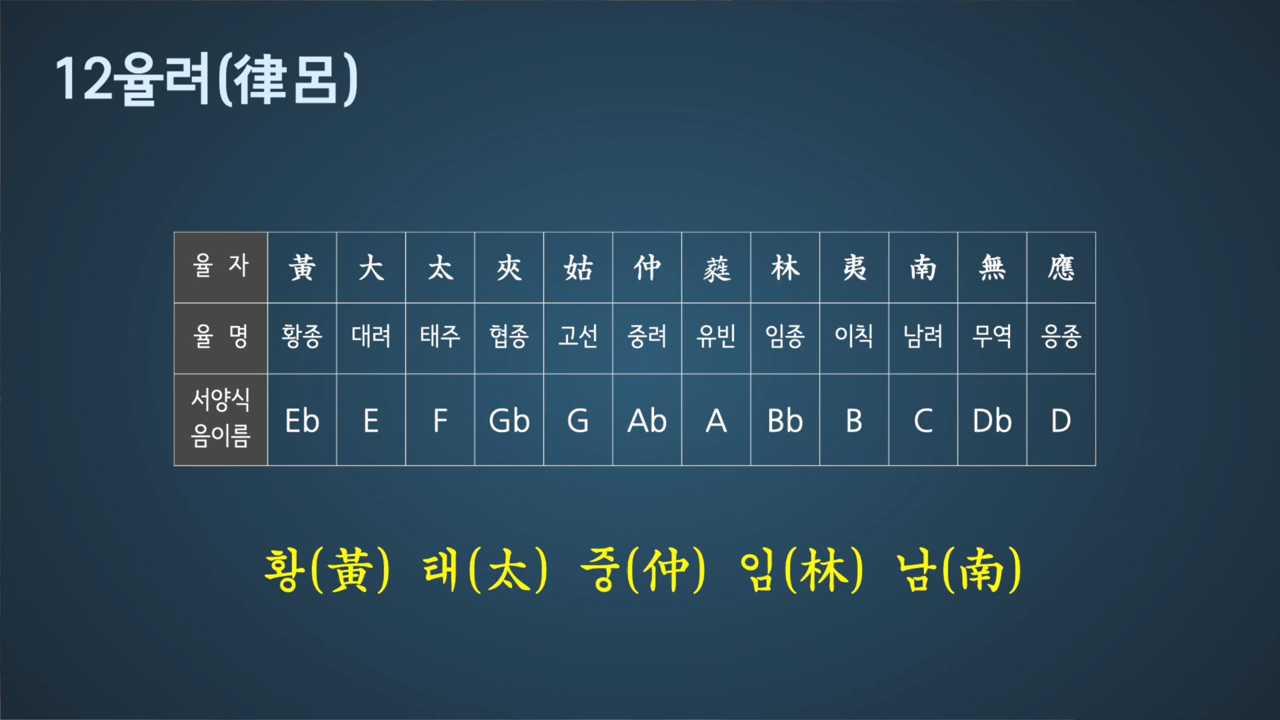 12율려(律呂)
율 자 黃 大 太 夾 姑 仲 蕤 林 夷 南 無 應
율 명 황종 대려 태주 협종 고선 중려 유빈 임종 이칙 남려 무역 응종
서양식
음이름 Eb E F Gb G Ab A Bb B C Db D
황(黃) 태(太) 중(仲) 임(林) 남(南)